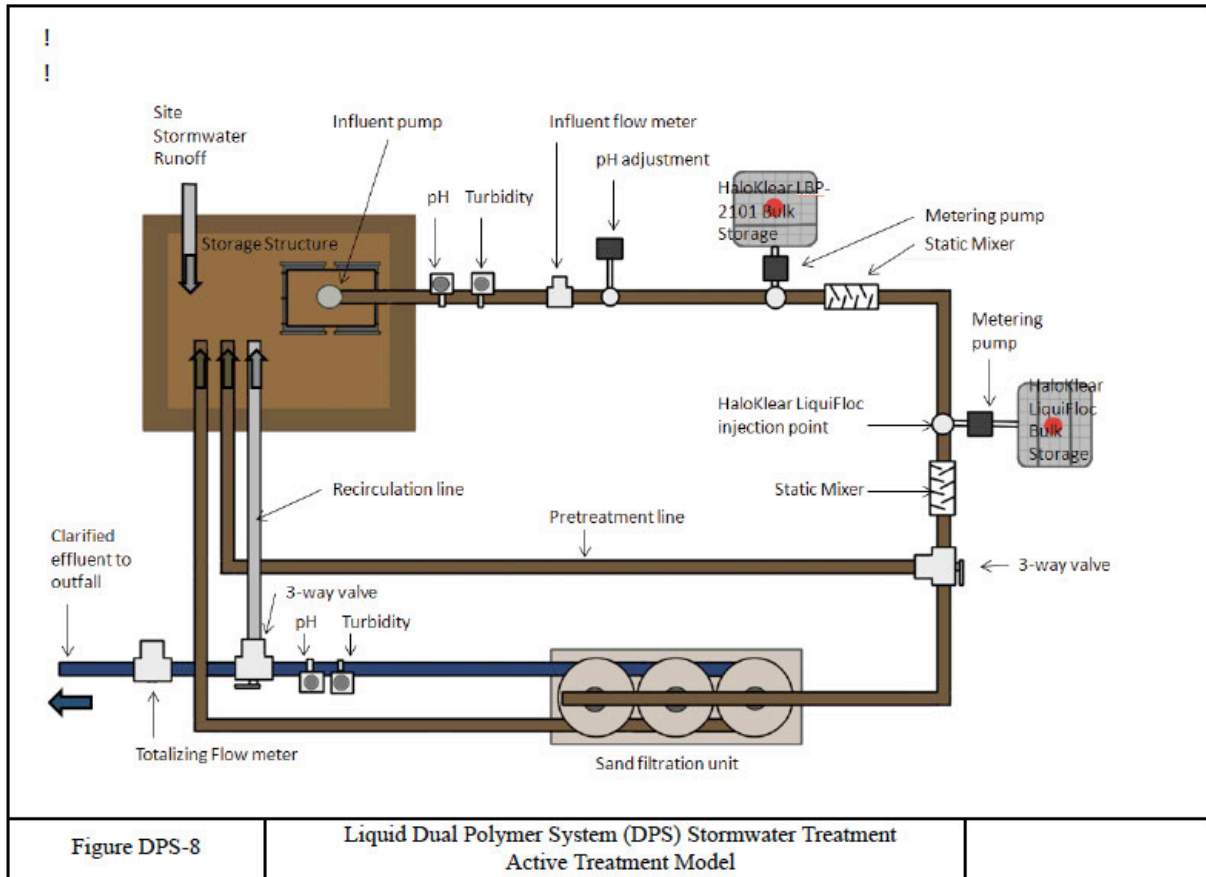 !
!
Site
Stormwater
Runoff
Influent pump
Influent flow meter
pH adjustment
pH
Turbidity
HaloKlear LBP-
2101 Bulk
Storage
Metering pump
Static Mixer
Storage Structure
Metering
pump
HaloKlear LiquiFloc
injection point
HaloKlear
LiquiFloc
Bulk
Storage
Static Mixer
Recirculation line
Pretreatment line
Clarified
effluent to
outfall
3-way valve
3-way valve
pH
Turbidity
Totalizing Flow meter
Sand filtration unit
Figure DPS-8
Liquid Dual Polymer System (DPS) Stormwater Treatment
Active Treatment Model